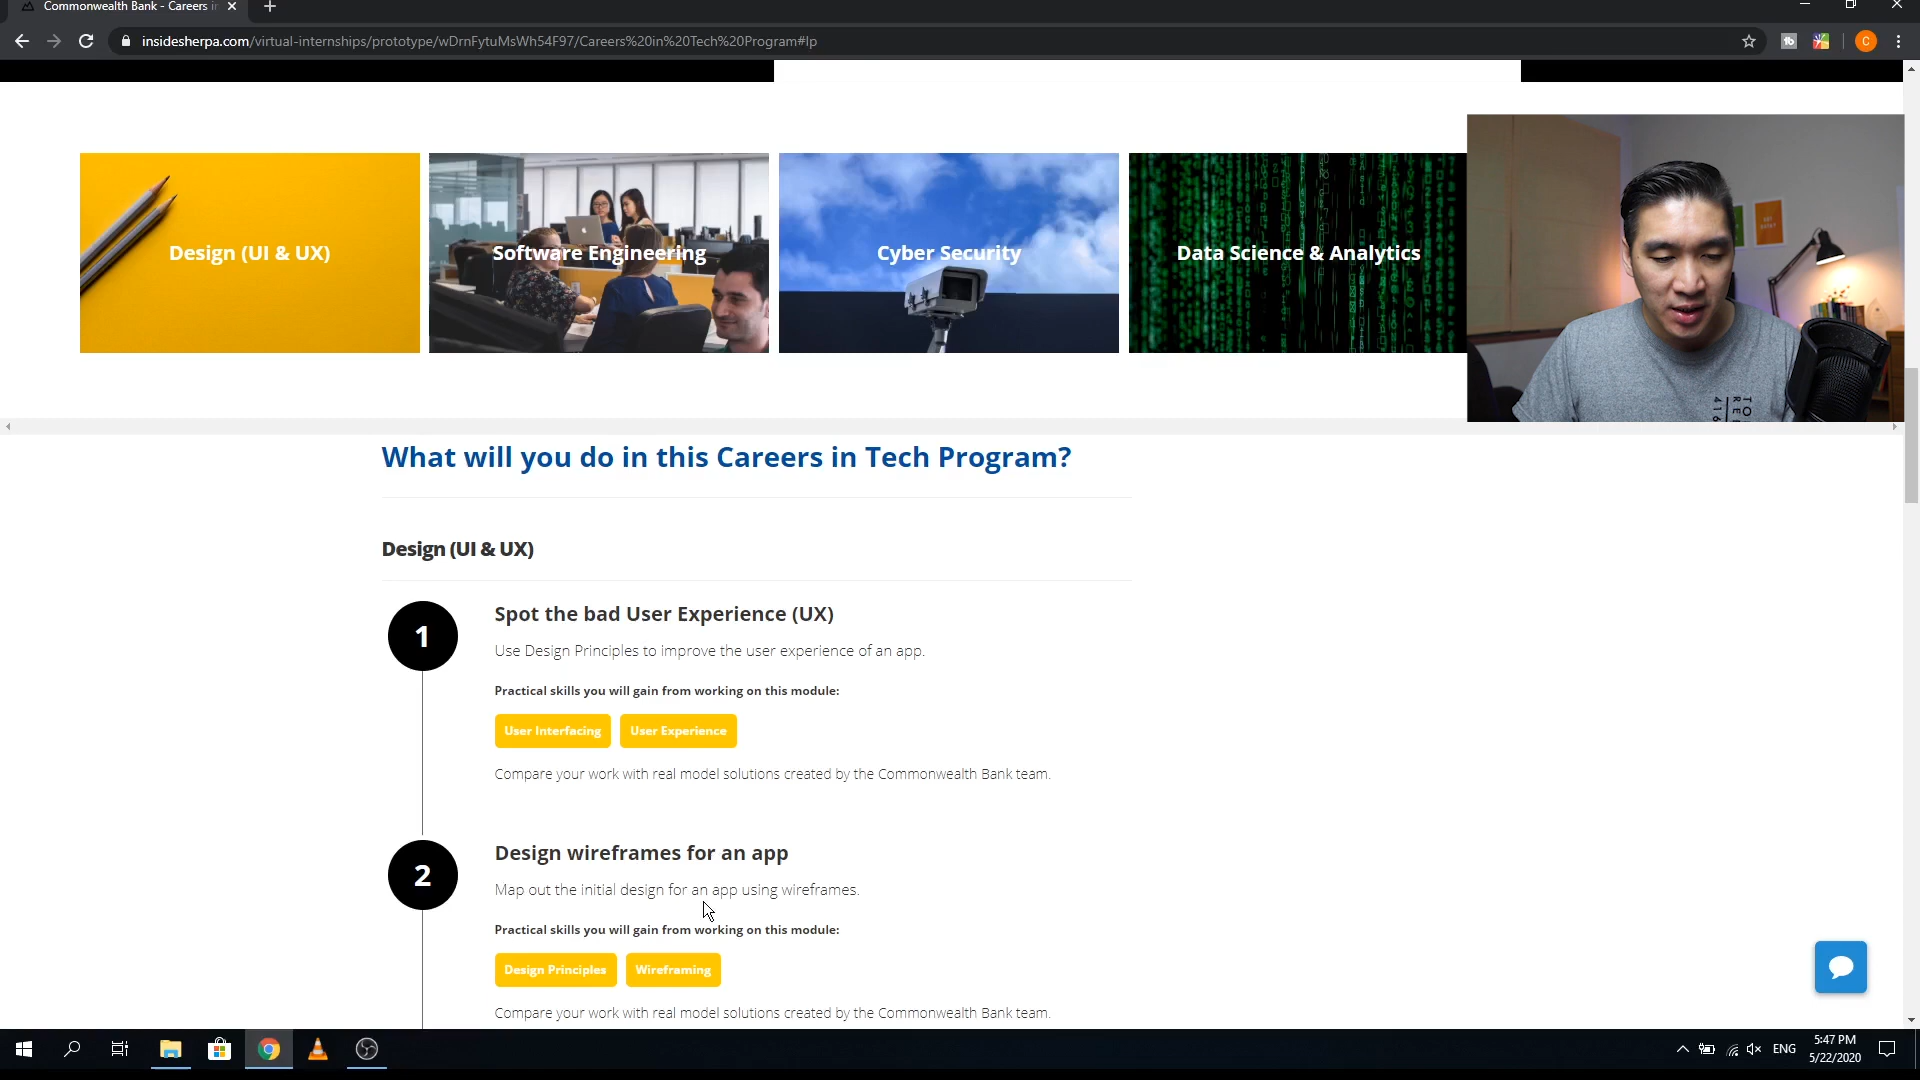 Commonwealth Bank - Careers in
insidesherpa.com/virtual-internships/prototype/wDrnFytuMsWh54F97/Careers%20in%20Tech%20Program#lp
C
Design (UI & UX)
Software Engineering
Cyber Security
Data Science & Analytics
What will you do in this Careers in Tech Program?
Design (UI & UX)
1
Spot the bad User Experience (UX)
Use Design Principles to improve the user experience of an app.
Practical skills you will gain from working on this module:
User Interfacing
User Experience
Compare your work with real model solutions created by the Commonwealth Bank team.
2
Design wireframes for an app
Map out the initial design for an app using wireframes.
Practical skills you will gain from working on this module:
Design Principles
Wireframing
Compare your work with real model solutions created by the Commonwealth Bank team.
ENG
5:47 PM
5/22/2020